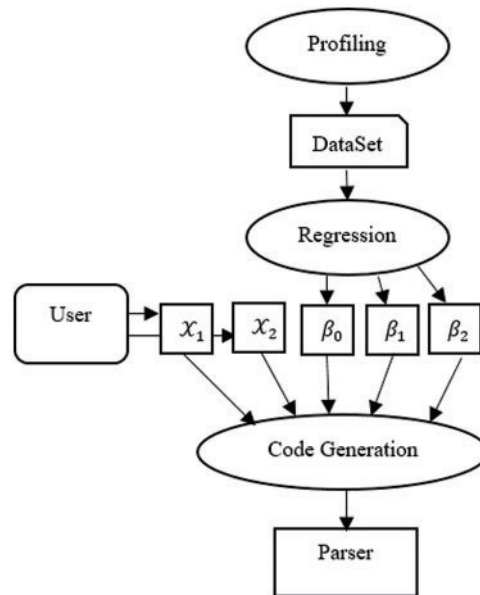 Profiling
DataSet
Regression
User
𝒳₁
𝒳₂
β₀
β₁
β₂
Code Generation
Parser